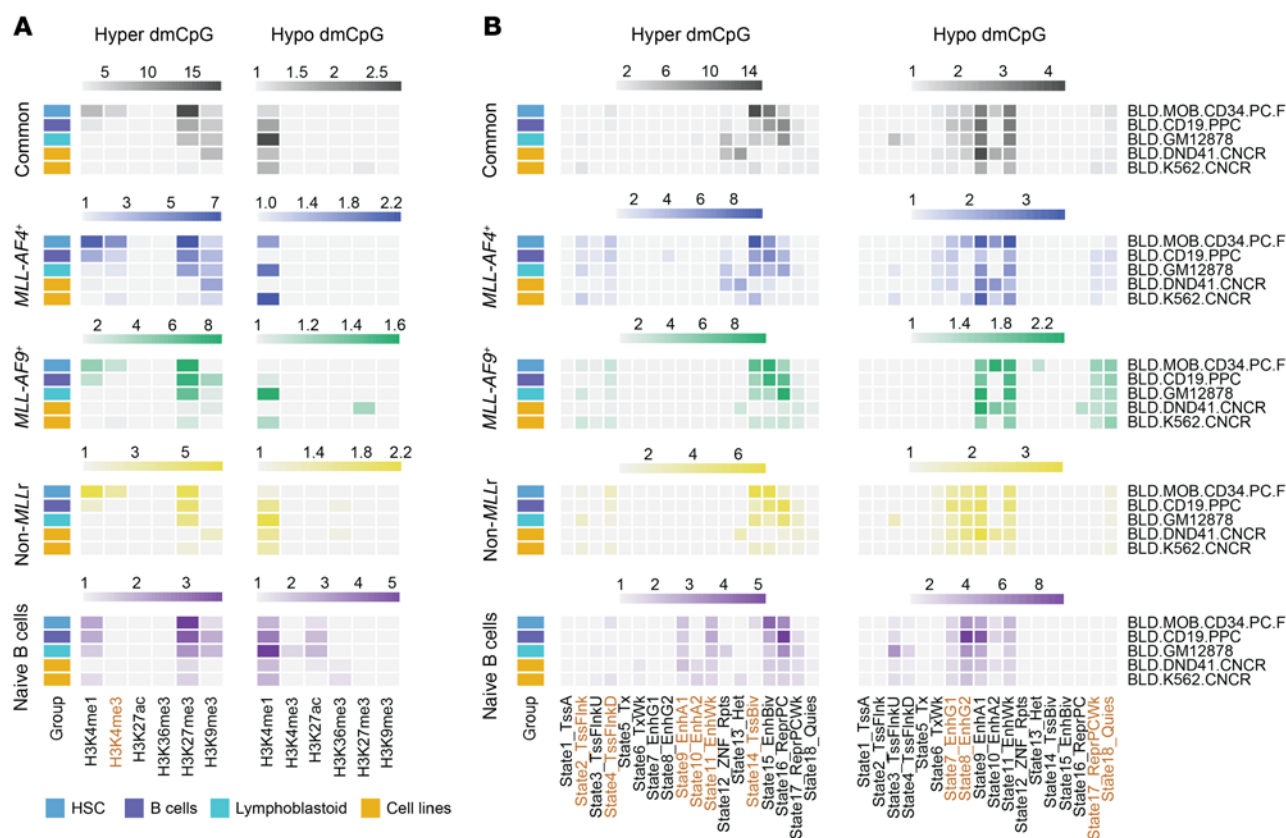 A
Hyper dmCpG
Hypo dmCpG
5 10 15
1 1.5 2 2.5
Common
1 3 5 7
1.0 1.4 1.8 2.2
MLL-AF4+
2 4 6 8
1 1.2 1.4 1.6
MLL-AF9+
1 3 5
1 1.4 1.8 2.2
Non-MLLr
1 2 3
1 2 3 4 5
Naive B cells
Group
H3K4me1
H3K4me3
H3K27ac
H3K36me3
H3K27me3
H3K9me3
H3K4me1
H3K4me3
H3K27ac
H3K36me3
H3K27me3
H3K9me3
HSC
B cells
Lymphoblastoid
Cell lines
B
Hyper dmCpG
Hypo dmCpG
2 6 10 14
1 2 3 4
Common
BLD.MOB.CD34.PC.F
BLD.CD19.PPC
BLD.GM12878
BLD.DND41.CNCR
BLD.K562.CNCR
2 4 6 8
1 2 3
MLL-AF4+
BLD.MOB.CD34.PC.F
BLD.CD19.PPC
BLD.GM12878
BLD.DND41.CNCR
BLD.K562.CNCR
2 4 6 8
1 1.4 1.8 2.2
MLL-AF9+
BLD.MOB.CD34.PC.F
BLD.CD19.PPC
BLD.GM12878
BLD.DND41.CNCR
BLD.K562.CNCR
2 4 6
1 2 3
Non-MLLr
BLD.MOB.CD34.PC.F
BLD.CD19.PPC
BLD.GM12878
BLD.DND41.CNCR
BLD.K562.CNCR
1 2 3 4 5
2 4 6 8
Naive B cells
BLD.MOB.CD34.PC.F
BLD.CD19.PPC
BLD.GM12878
BLD.DND41.CNCR
BLD.K562.CNCR
Group
State1_TssA
State2_TssFlnk
State3_TssFlnkU
State4_TssFlnkD
State5_Tx
State6_TxWk
State7_EnhG1
State8_EnhG2
State9_EnhA1
State10_EnhA2
State11_EnhWk
State12_ZNF_Rpts
State13_Het
State14_TssBiv
State15_EnhBiv
State16_ReprPC
State17_ReprPCWk
State18_Quies
State1_TssA
State2_TssFlnk
State3_TssFlnkU
State4_TssFlnkD
State5_Tx
State6_TxWk
State7_EnhG1
State8_EnhG2
State9_EnhA1
State10_EnhA2
State11_EnhWk
State12_ZNF_Rpts
State13_Het
State14_TssBiv
State15_EnhBiv
State16_ReprPC
State17_ReprPCWk
State18_Quies